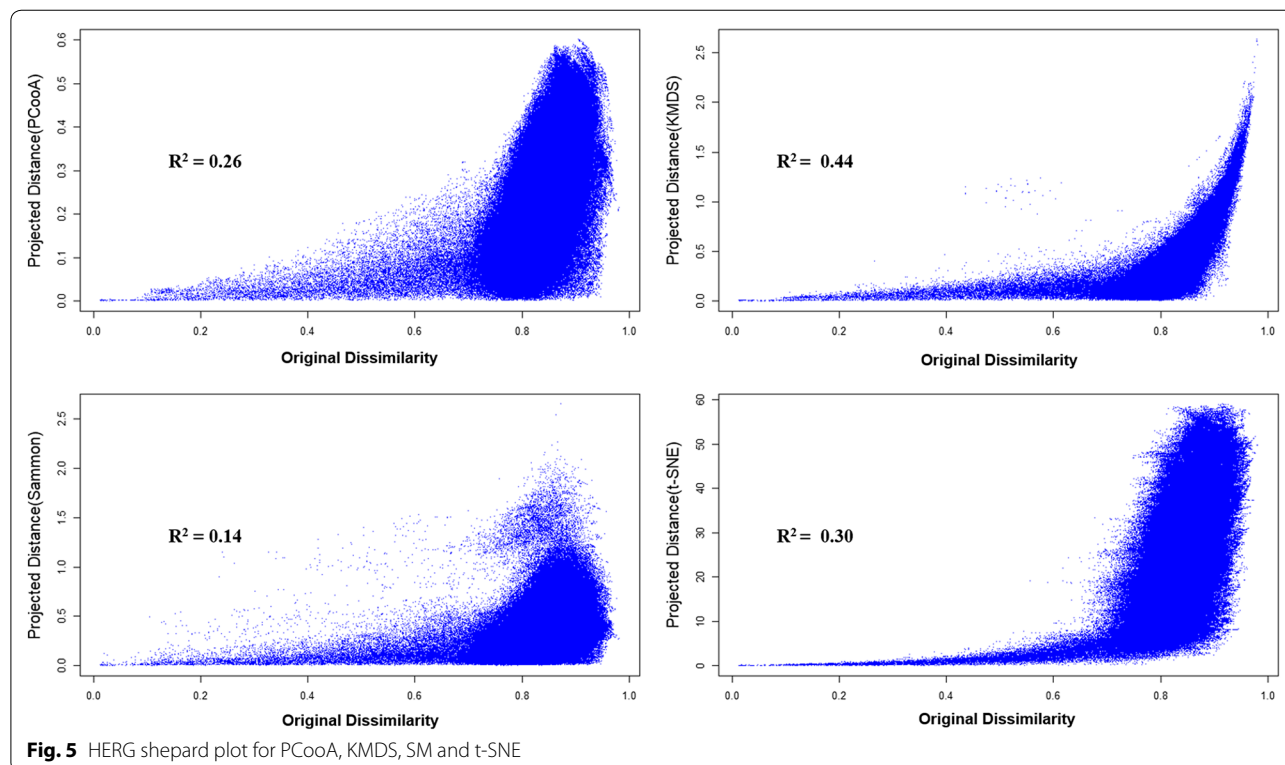 Projected Distance(PCooA)
0.6
0.5
0.4
0.3
0.2
0.1
0.0
R² = 0.26
0.0 0.2 0.4 0.6 0.8 1.0
Original Dissimilarity
Projected Distance(KMDS)
2.5
2.0
1.5
1.0
0.5
0.0
R² = 0.44
0.0 0.2 0.4 0.6 0.8 1.0
Original Dissimilarity
Projected Distance(Sammon)
2.5
2.0
1.5
1.0
0.5
0.0
R² = 0.14
0.0 0.2 0.4 0.6 0.8 1.0
Original Dissimilarity
Projected Distance(t-SNE)
60
50
40
30
20
10
0
R² = 0.30
0.0 0.2 0.4 0.6 0.8 1.0
Original Dissimilarity
Fig. 5 HERG shepard plot for PCooA, KMDS, SM and t-SNE